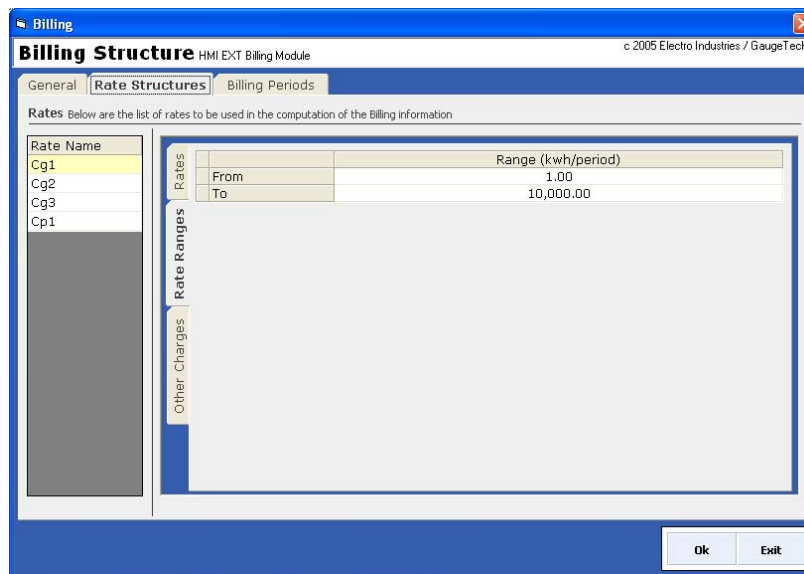 Billing
Billing Structure HMI EXT Billing Module
c 2005 Electro Industries / GaugeTech
General Rate Structures Billing Periods
Rates Below are the list of rates to be used in the computation of the Billing information
Rate Name
Cg1
Cg2
Cg3
Cp1
Rates
Rate Ranges
Other Charges
Range (kwh/period)
From 1.00
To 10,000.00
Ok Exit